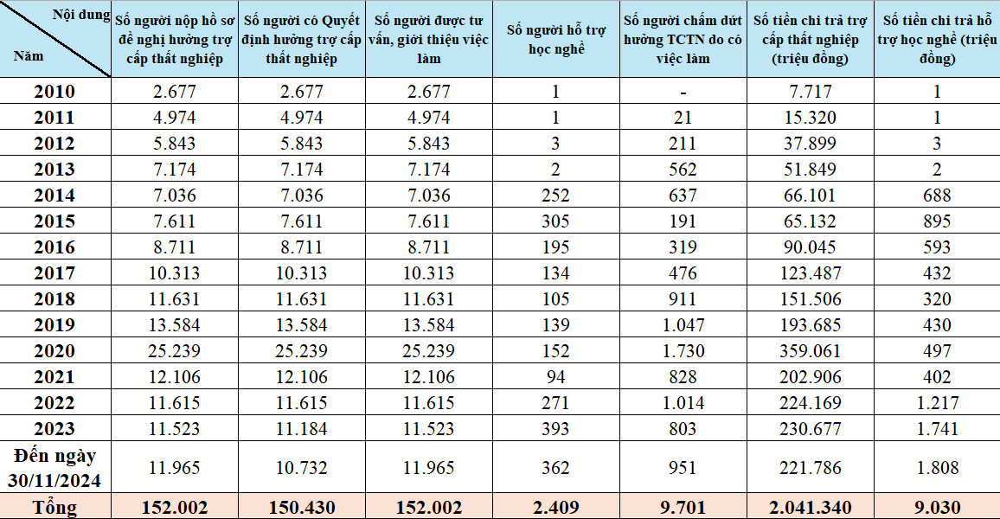 Nội dung
Năm
Số người nộp hồ sơ đề nghị hưởng trợ cấp thất nghiệp
Số người có Quyết định hưởng trợ cấp thất nghiệp
Số người được tư vấn, giới thiệu việc làm
Số người hỗ trợ học nghề
Số người chấm dứt hưởng TCTN do có việc làm
Số tiền chi trả trợ cấp thất nghiệp (triệu đồng)
Số tiền chi trả hỗ trợ học nghề (triệu đồng)
2010 2.677 2.677 2.677 1 - 7.717 1
2011 4.974 4.974 4.974 1 21 15.320 1
2012 5.843 5.843 5.843 3 211 37.899 3
2013 7.174 7.174 7.174 2 562 51.849 2
2014 7.036 7.036 7.036 252 637 66.101 688
2015 7.611 7.611 7.611 305 191 65.132 895
2016 8.711 8.711 8.711 195 319 90.045 593
2017 10.313 10.313 10.313 134 476 123.487 432
2018 11.631 11.631 11.631 105 911 151.506 320
2019 13.584 13.584 13.584 139 1.047 193.685 430
2020 25.239 25.239 25.239 152 1.730 359.061 497
2021 12.106 12.106 12.106 94 828 202.906 402
2022 11.615 11.615 11.615 271 1.014 224.169 1.217
2023 11.523 11.184 11.523 393 803 230.677 1.741
Đến ngày
30/11/2024 11.965 10.732 11.965 362 951 221.786 1.808
Tổng 152.002 150.430 152.002 2.409 9.701 2.041.340 9.030